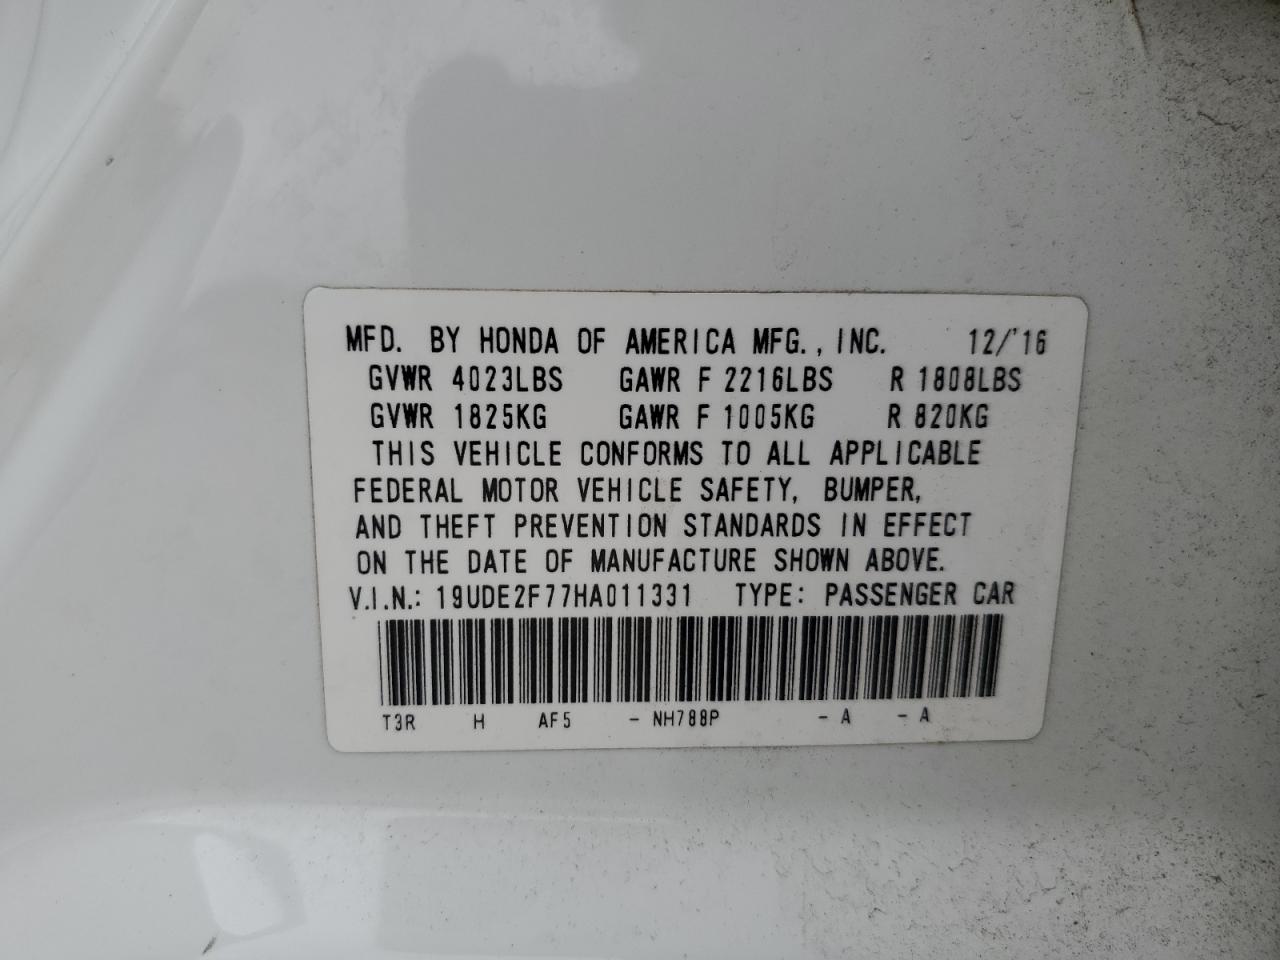 MFD. BY HONDA OF AMERICA MFG., INC. 12/'16
GVWR 4023LBS GAWR F 2216LBS R 1808LBS
GVWR 1825KG GAWR F 1005KG R 820KG
THIS VEHICLE CONFORMS TO ALL APPLICABLE
FEDERAL MOTOR VEHICLE SAFETY, BUMPER,
AND THEFT PREVENTION STANDARDS IN EFFECT
ON THE DATE OF MANUFACTURE SHOWN ABOVE.
V.I.N.: 19UDE2F77HA011331 TYPE: PASSENGER CAR
T3R H AF5 - NH788P - A - A